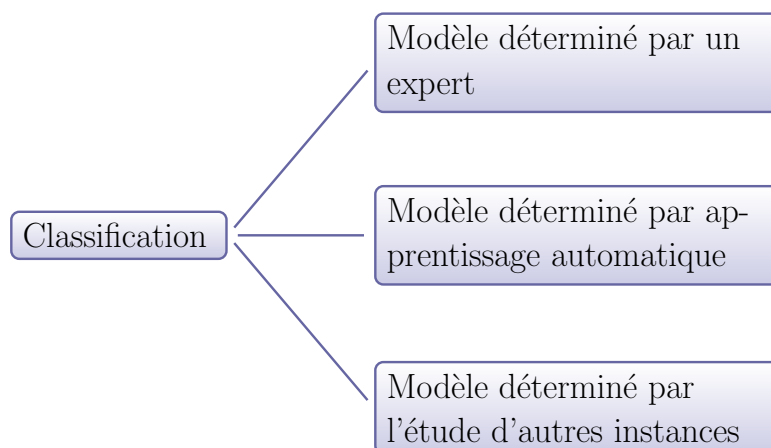 Modèle déterminé par un
expert
Classification
Modèle déterminé par ap-
prentissage automatique
Modèle déterminé par
l'étude d'autres instances